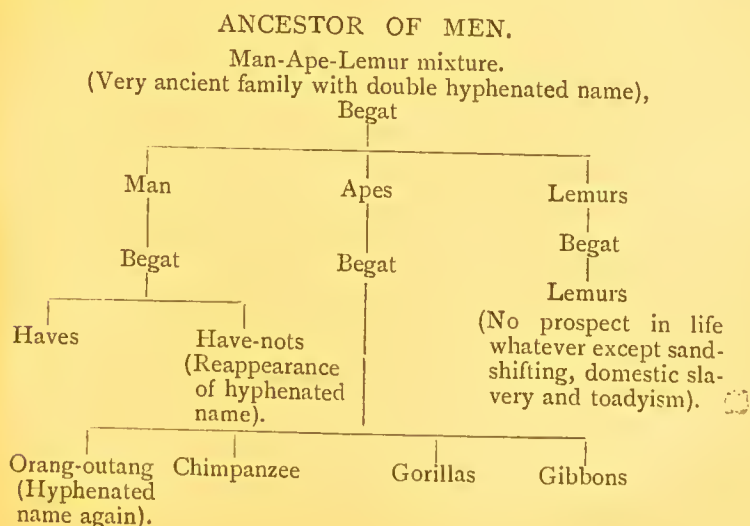 ANCESTOR OF MEN.
Man-Ape-Lemur mixture.
(Very ancient family with double hyphenated name),
Begat
Man
Apes
Lemurs
Begat
Begat
Begat
Lemurs
Haves
Have-nots
(Reappearance
of hyphenated
name).
(No prospect in life
whatever except sand-
shifting, domestic sla-
very and toadyism).
Orang-outang
(Hyphenated
name again).
Chimpanzee
Gorillas
Gibbons